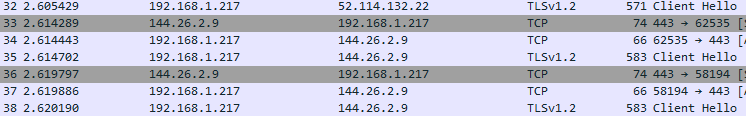 32 2.605429 192.168.1.217 52.114.132.22 TLSv1.2 571 Client Hello
33 2.614289 144.26.2.9 192.168.1.217 TCP 74 443 → 62535 [S
34 2.614443 192.168.1.217 144.26.2.9 TCP 66 62535 → 443 [A
35 2.614702 192.168.1.217 144.26.2.9 TLSv1.2 583 Client Hello
36 2.619797 144.26.2.9 192.168.1.217 TCP 74 443 → 58194 [S
37 2.619886 192.168.1.217 144.26.2.9 TCP 66 58194 → 443 [A
38 2.620190 192.168.1.217 144.26.2.9 TLSv1.2 583 Client Hello